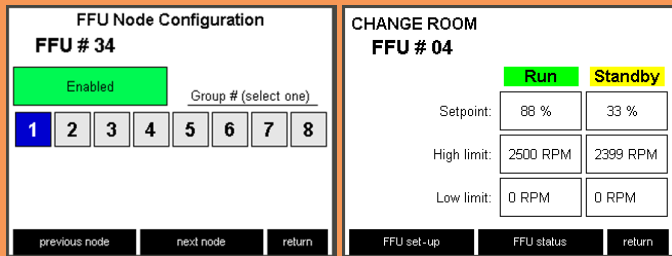 FFU Node Configuration
FFU # 34
Enabled
Group # (select one)
1 2 3 4 5 6 7 8
previous node next node return
CHANGE ROOM
FFU # 04
Run Standby
Setpoint: 88 % 33 %
High limit: 2500 RPM 2399 RPM
Low limit: 0 RPM 0 RPM
FFU set-up FFU status return